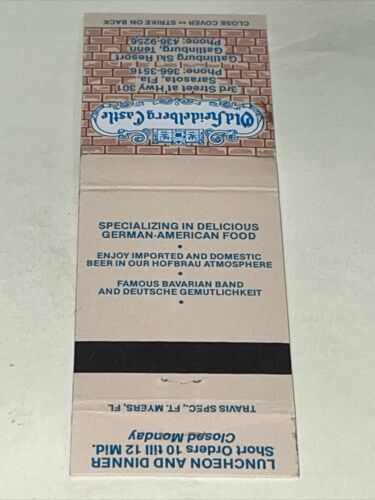 CLOSE COVER ↔ STRIKE ON BACK
Old Heidelberg Castle
3rd Street at Hwy 301
Sarasota, Fla.
Phone: 366-3516
Gatlinburg Ski Resort
Gatlinburg, Tenn
Phone: 436-9256
SPECIALIZING IN DELICIOUS
GERMAN-AMERICAN FOOD
•
ENJOY IMPORTED AND DOMESTIC
BEER IN OUR HOFBRAU ATMOSPHERE
•
FAMOUS BAVARIAN BAND
AND DEUTSCHE GEMUTLICHKEIT
•
TRAVIS SPEC., FT. MYERS, FL
LUNCHEON AND DINNER
Short Orders 10 till 12 Mid.
Closed Monday